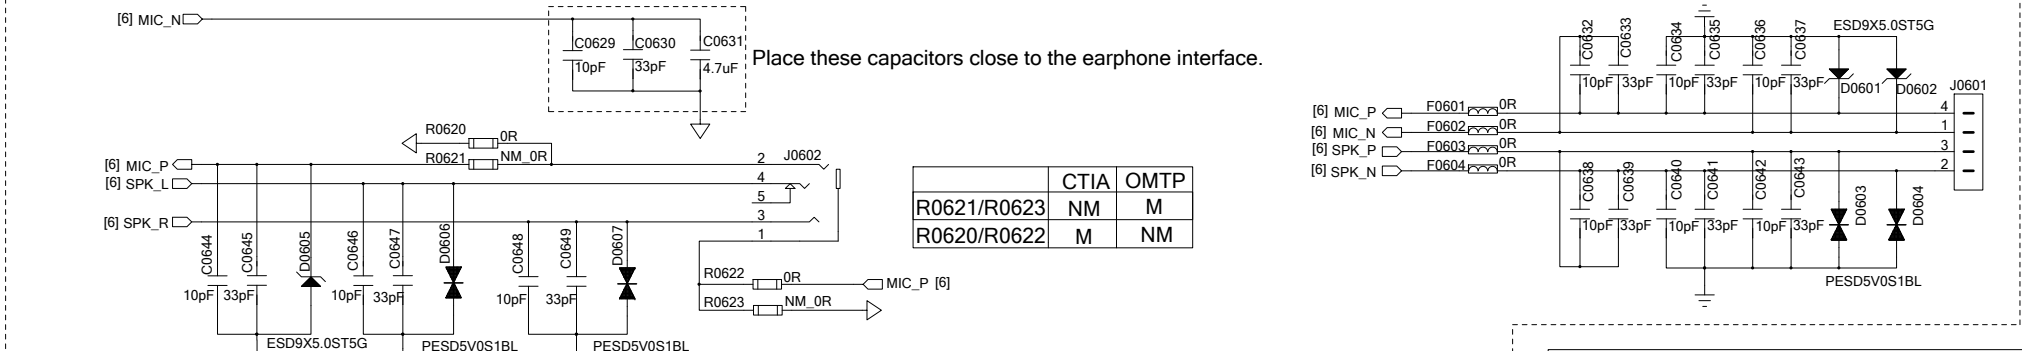 [6] MIC_N
C0629
10pF
C0630
33pF
C0631
4.7uF
Place these capacitors close to the earphone interface.
R0620
0R
R0621
NM_0R
[6] MIC_P
[6] SPK_L
[6] SPK_R
2
4
5
3
1
J0602
C0644
10pF
C0645
33pF
D0605
ESD9X5.0ST5G
C0646
10pF
C0647
33pF
D0606
PESD5V0S1BL
C0648
10pF
C0649
33pF
D0607
PESD5V0S1BL
R0622
0R
MIC_P [6]
R0623
NM_0R
CTIA OMTP
R0621/R0623 NM M
R0620/R0622 M NM
C0632
10pF
C0633
33pF
C0634
10pF
C0635
33pF
C0636
10pF
C0637
33pF
ESD9X5.0ST5G
D0601
D0602
J0601
[6] MIC_P
F0601
0R
4
[6] MIC_N
F0602
0R
1
[6] SPK_P
F0603
0R
3
[6] SPK_N
F0604
0R
2
C0638
10pF
C0639
33pF
C0640
10pF
C0641
33pF
C0642
10pF
C0643
33pF
D0603
D0604
PESD5V0S1BL